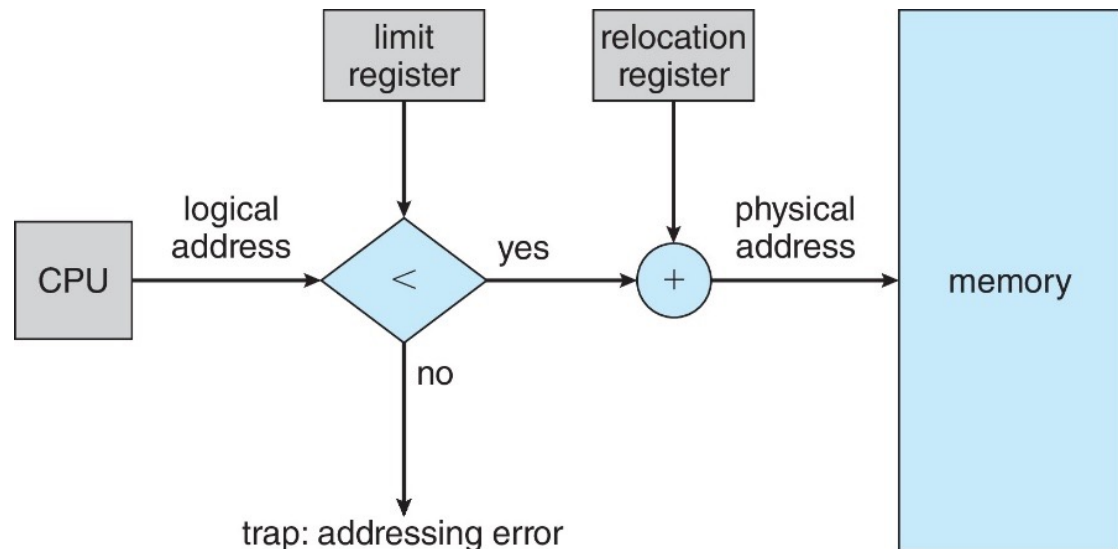 limit
register
relocation
register
logical
address
physical
address
CPU
<
yes
+
memory
no
trap: addressing error